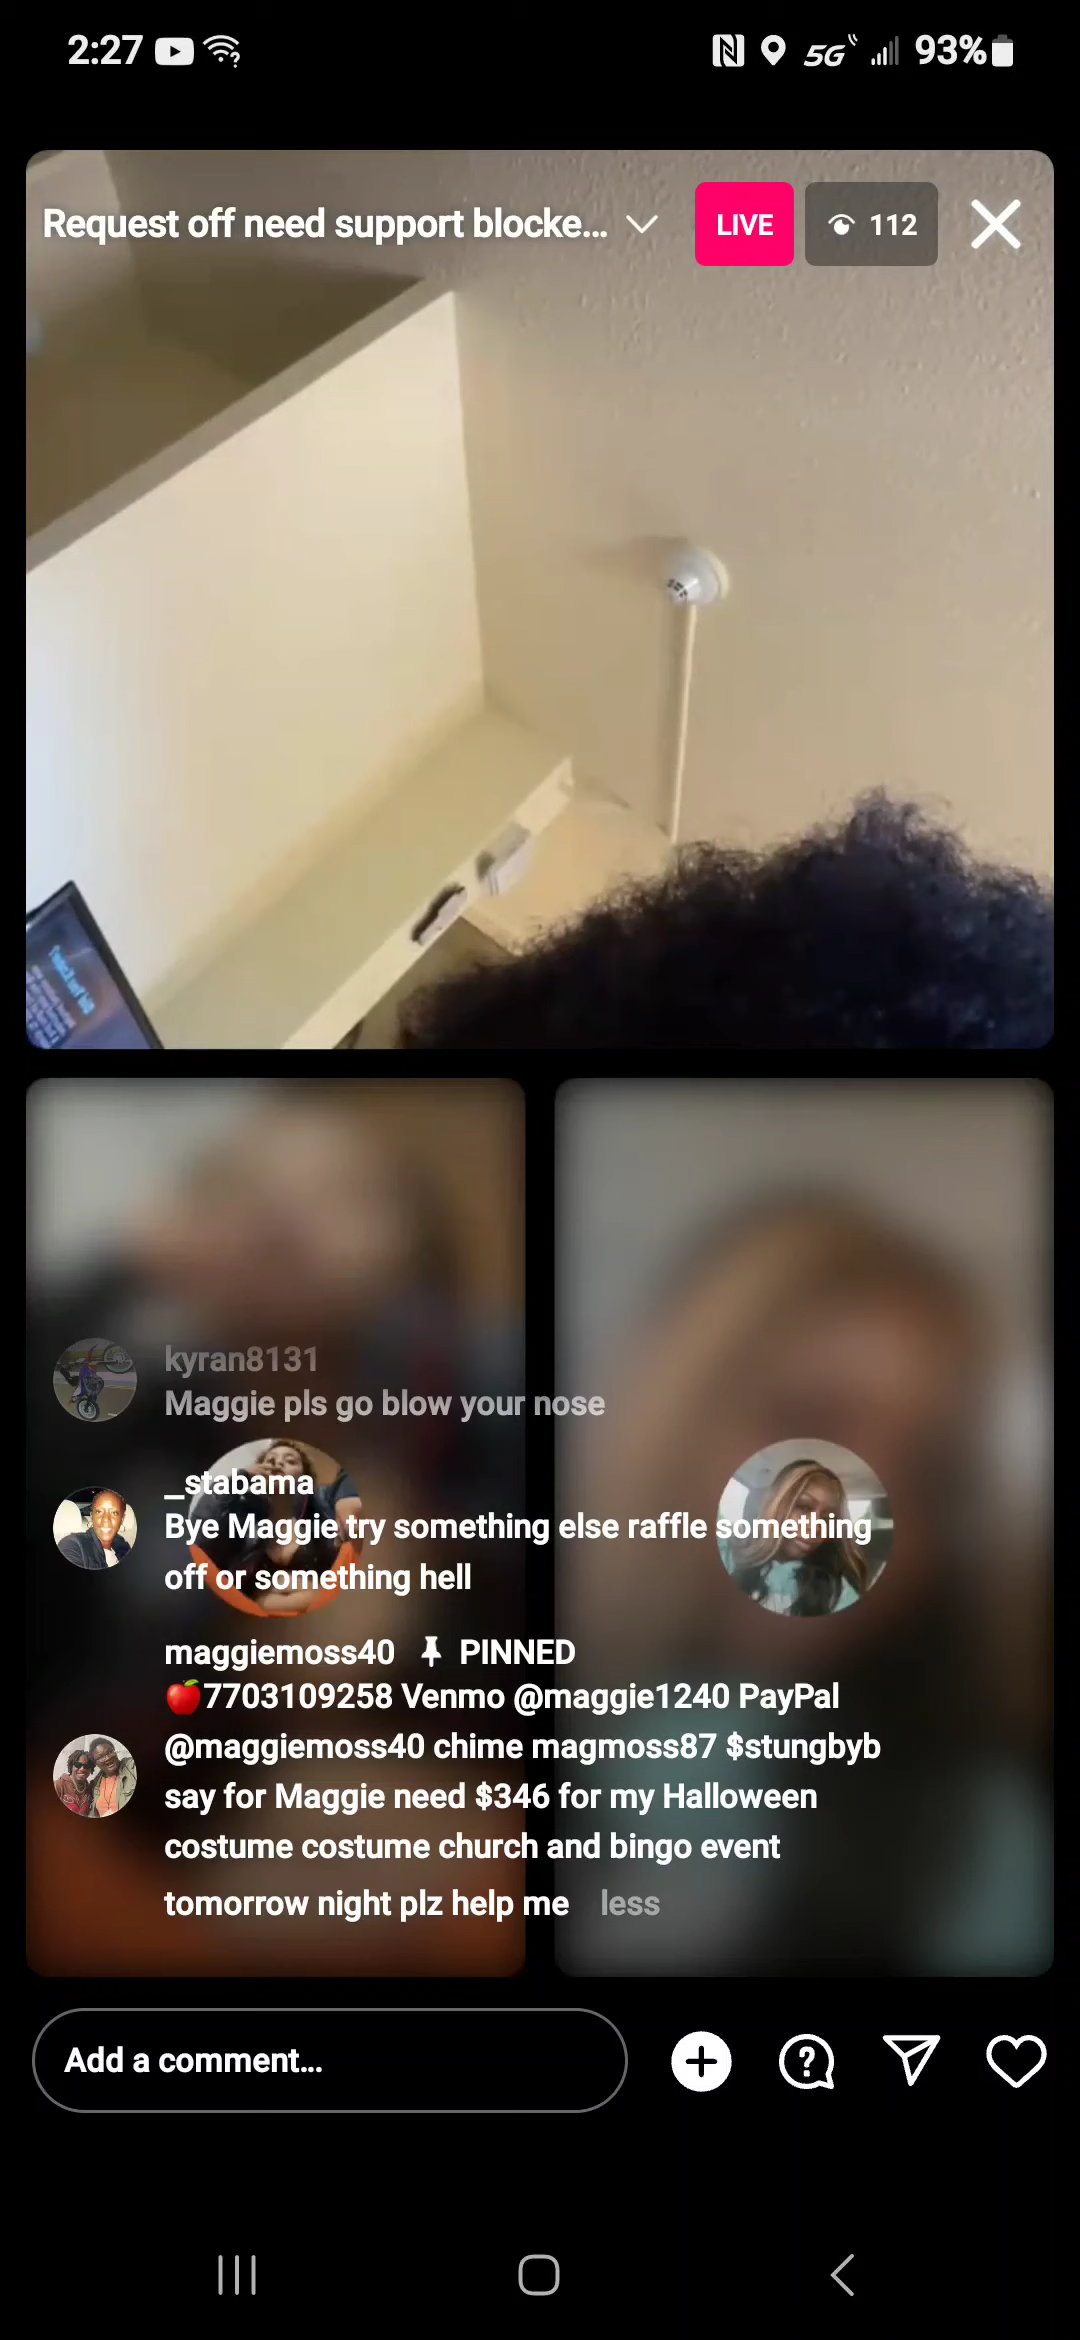 2:27
5G
93%
Request off need support blocke...
LIVE
112
kyran8131
Maggie pls go blow your nose
_stabama
Bye Maggie try something else raffle something
off or something hell
maggiemoss40 PINNED
🍎7703109258 Venmo @maggie1240 PayPal
@maggiemoss40 chime magmoss87 $stungbyb
say for Maggie need $346 for my Halloween
costume costume church and bingo event
tomorrow night plz help me less
Add a comment...